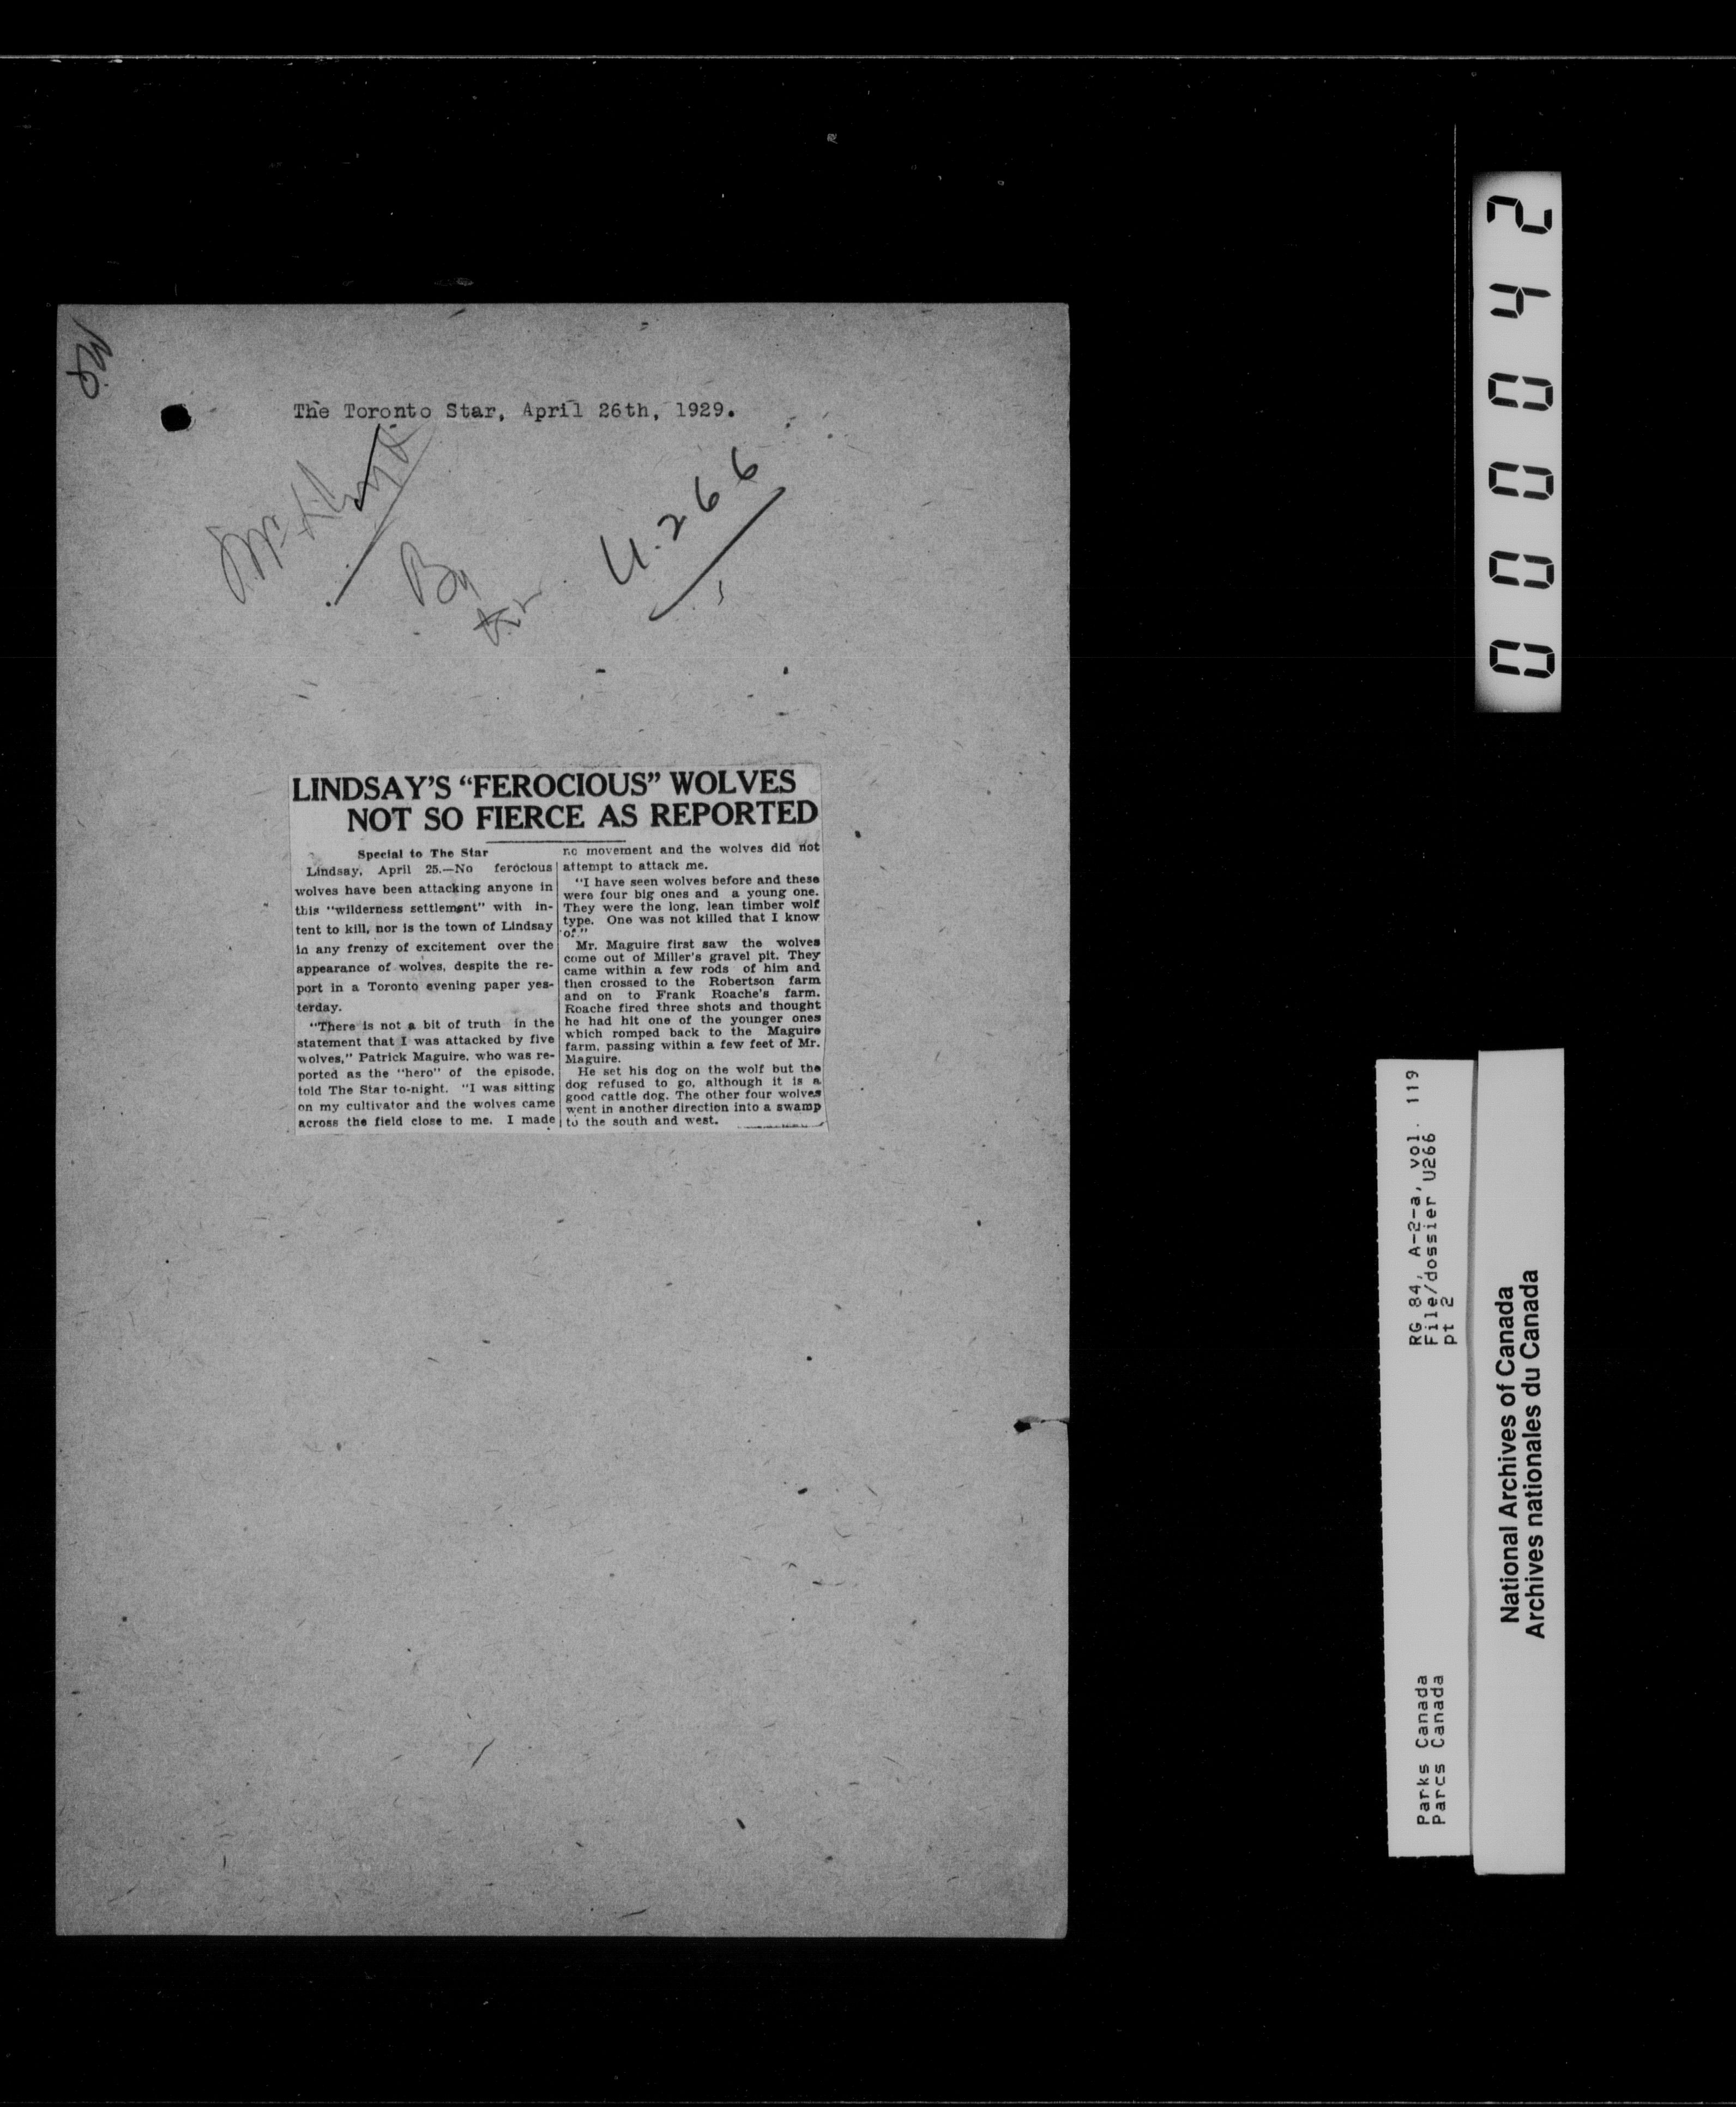 The Toronto Star, April 26th, 1929.
U.266
LINDSAY'S “FEROCIOUS” WOLVES
NOT SO FIERCE AS REPORTED
Special to The Star
Lindsay, April 25.—No ferocious
wolves have been attacking anyone in
this “wilderness settlement” with in-
tent to kill, nor is the town of Lindsay
in any frenzy of excitement over the
appearance of wolves, despite the re-
port in a Toronto evening paper yes-
terday.
“There is not a bit of truth in the
statement that I was attacked by five
wolves,” Patrick Maguire, who was re-
ported as the “hero” of the episode,
told The Star to-night. “I was sitting
on my cultivator and the wolves came
across the field close to me. I made
no movement and the wolves did not
attempt to attack me.
“I have seen wolves before and these
were four big ones and a young one.
They were the long, lean timber wolf
type. One was not killed that I know
of.”
Mr. Maguire first saw the wolves
come out of Miller's gravel pit. They
came within a few rods of him and
then crossed to the Robertson farm
and on to Frank Roache's farm.
Roache fired three shots and thought
he had hit one of the younger ones
which romped back to the Maguire
farm, passing within a few feet of Mr.
Maguire.
He set his dog on the wolf but the
dog refused to go, although it is a
good cattle dog. The other four wolves
went in another direction into a swamp
to the south and west.
000042
RG 84, A-2-a, vol. 119
File/dossier U266
pt 2
Parks Canada
Parcs Canada
National Archives of Canada
Archives nationales du Canada